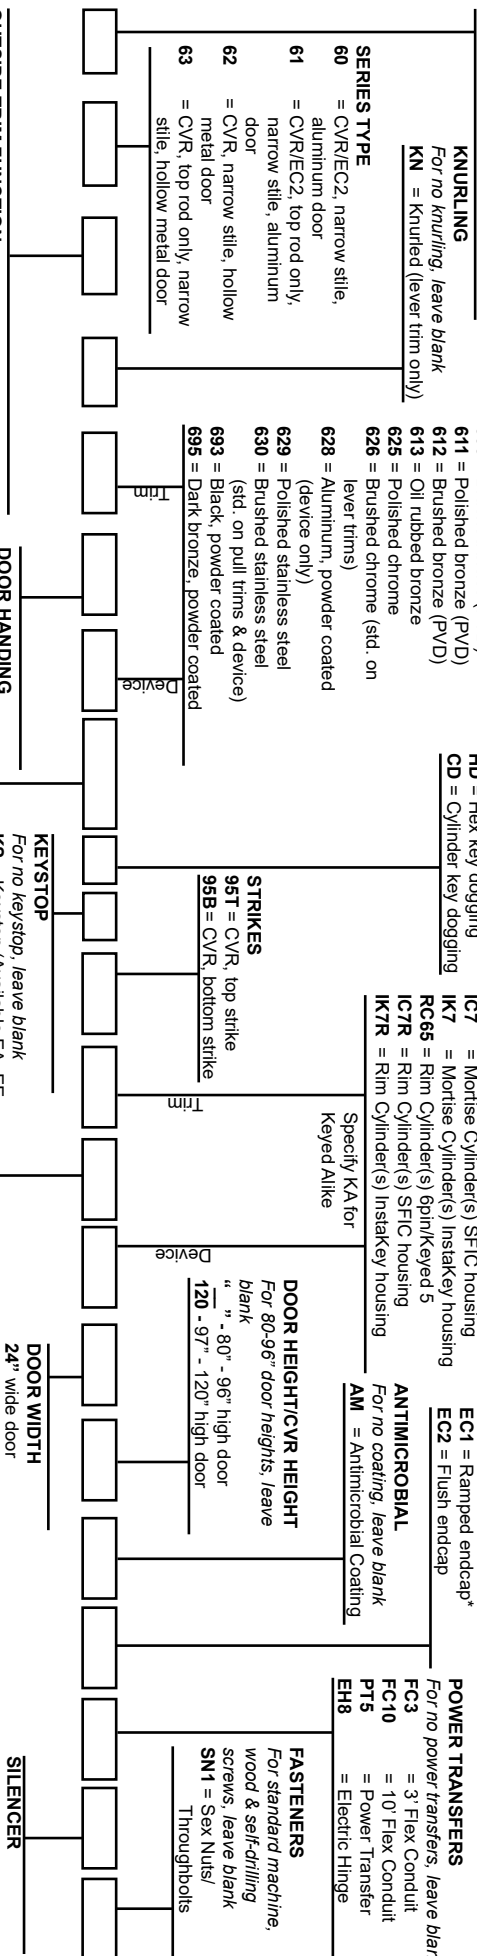 KNURLING
For no knurling, leave blank
KN = Knurled (lever trim only)
SERIES TYPE
60 = CVR/EC2, narrow stile,
aluminum door
61 = CVR/EC2, top rod only,
narrow stile, aluminum
door
62 = CVR, narrow stile, hollow
metal door
63 = CVR, top rod only, narrow
stile, hollow metal door
611 = Polished bronze (PVD)
612 = Brushed bronze (PVD)
613 = Oil rubbed bronze
625 = Polished chrome
626 = Brushed chrome (std. on
lever trims)
628 = Aluminum, powder coated
(device only)
629 = Polished stainless steel
630 = Brushed stainless steel
(std. on pull trims & device)
693 = Black, powder coated
695 = Dark bronze, powder coated
Trim
Device
DOOR HANDING
HD = Hex key dogging
CD = Cylinder key dogging
STRIKES
95T = CVR, top strike
95B = CVR, bottom strike
KEYSTOP
For no keystop, leave blank
IC7 = Mortise Cylinder(s) SFIC housing
IK7 = Mortise Cylinder(s) InstaKey housing
RC65 = Rim Cylinder(s) 6pin/Keyed 5
IC7R = Rim Cylinder(s) SFIC housing
IK7R = Rim Cylinder(s) InstaKey housing
Specify KA for
Keyed Alike
Trim
Device
DOOR HEIGHT/CVR HEIGHT
For 80-96" door heights, leave
blank
"__" - 80" - 96" high door
120 - 97" - 120" high door
DOOR WIDTH
24" wide door
ANTIMICROBIAL
For no coating, leave blank
AM = Antimicrobial Coating
EC1 = Ramped endcap*
EC2 = Flush endcap
POWER TRANSFERS
For no power transfers, leave
FC3 = 3' Flex Conduit
FC10 = 10' Flex Conduit
PT5 = Power Transfer
EH8 = Electric Hinge
FASTENERS
For standard machine,
wood & self-drilling
screws, leave blank
SN1 = Sex Nuts/
Throughbolts
SILENCER